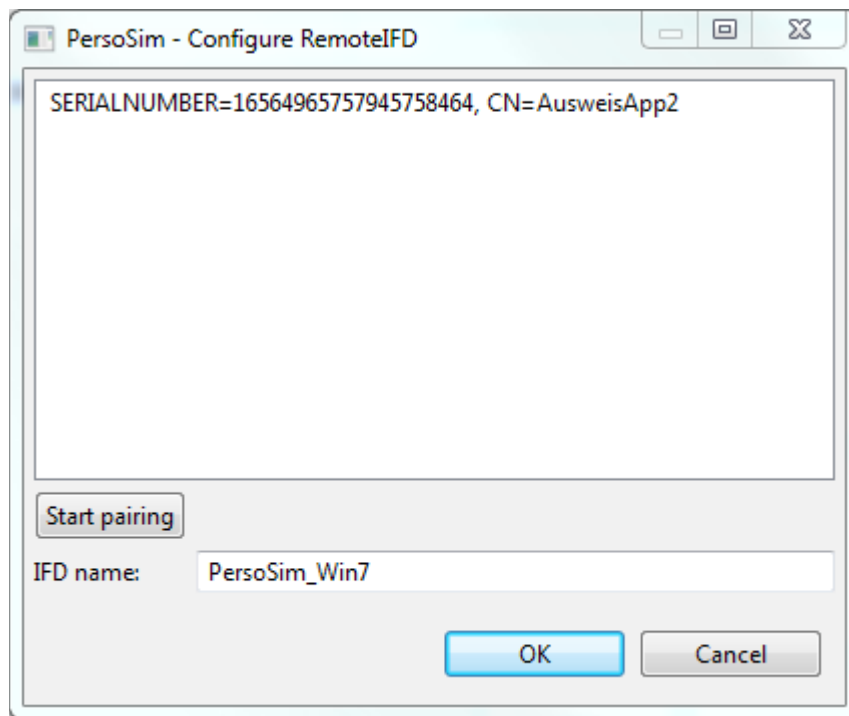 PersoSim - Configure RemoteIFD
SERIALNUMBER=16564965757945758464, CN=AusweisApp2
Start pairing
IFD name: PersoSim_Win7
OK Cancel